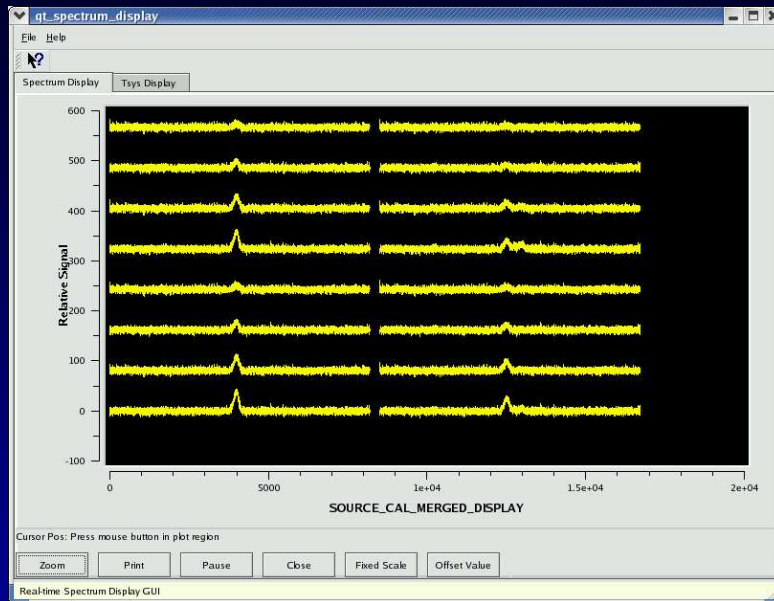 qt_spectrum_display
File Help
Spectrum Display Tsys Display
600
500
400
300
200
100
0
-100
Relative Signal
0 5000 1e+04 1.5e+04 2e+04
SOURCE_CAL_MERGED_DISPLAY
Cursor Pos: Press mouse button in plot region
Zoom Print Pause Close Fixed Scale Offset Value
Real-time Spectrum Display GUI